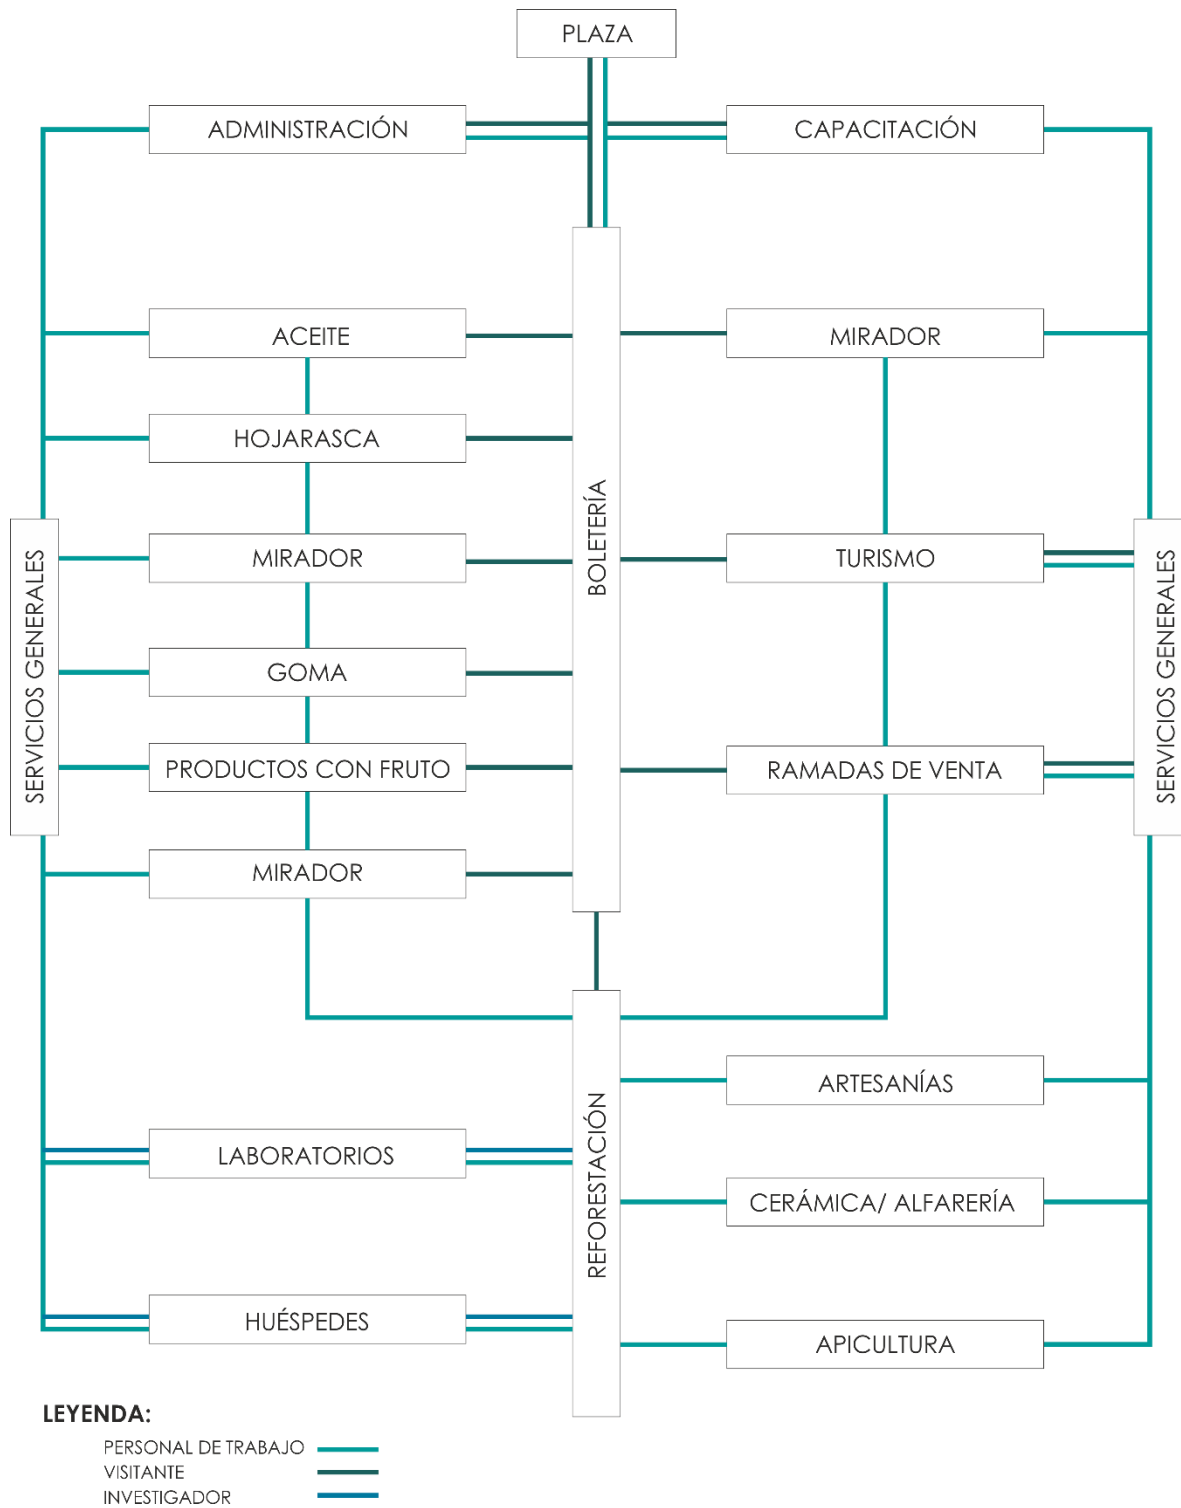 PLAZA
ADMINISTRACIÓN
CAPACITACIÓN
ACEITE
MIRADOR
HOJARASCA
BOLETERÍA
MIRADOR
TURISMO
SERVICIOS GENERALES
SERVICIOS GENERALES
GOMA
PRODUCTOS CON FRUTO
RAMADAS DE VENTA
MIRADOR
REFORESTACIÓN
ARTESANÍAS
LABORATORIOS
CERÁMICA/ ALFARERÍA
HUÉSPEDES
APICULTURA
LEYENDA:
PERSONAL DE TRABAJO
VISITANTE
INVESTIGADOR